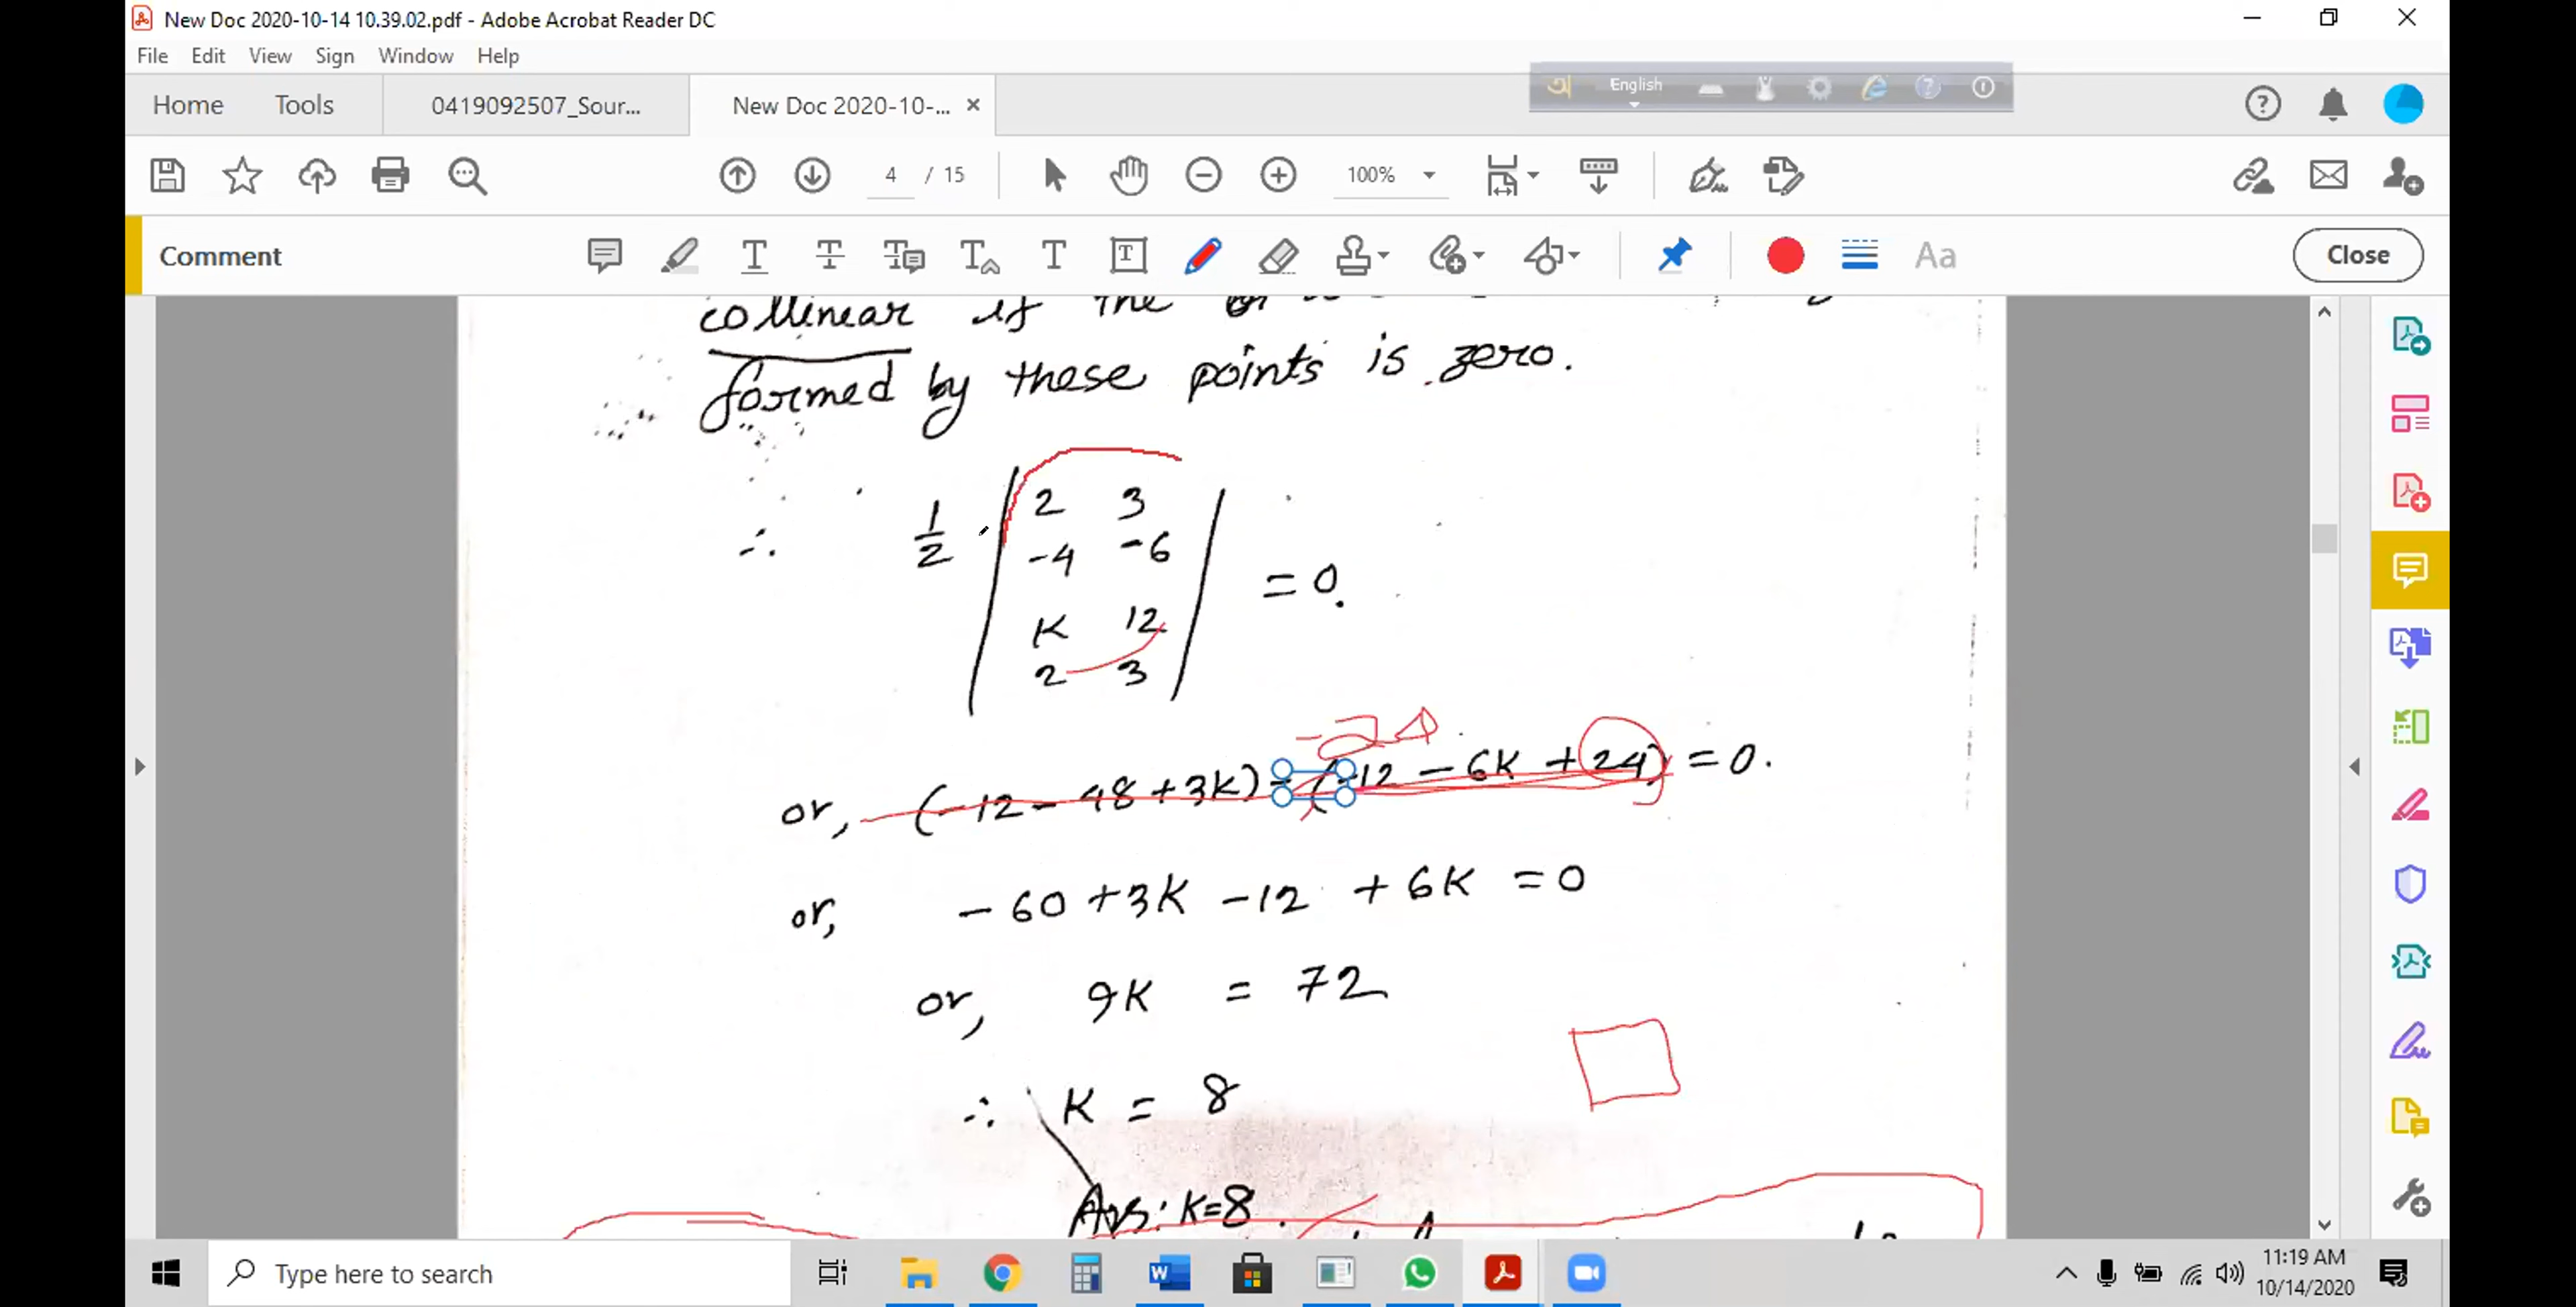 New Doc 2020-10-14 10.39.02.pdf - Adobe Acrobat Reader DC
File Edit View Window Help
Home Tools 0419092507_Sour... New Doc 2020-10-... ×
English
4 / 15 100%
Comment Close
collinear if the
formed by these points is zero.
∴ 1/2 | 2 3
-4 -6
K 12
2 3 | = 0.
-24
or, (-12 - 48 + 3K) - (-12 - 6K + 24) = 0.
or, - 60 + 3K - 12 + 6K = 0
or, 9K = 72
∴ K = 8
Ans: K=8.
Type here to search
11:19 AM
10/14/2020